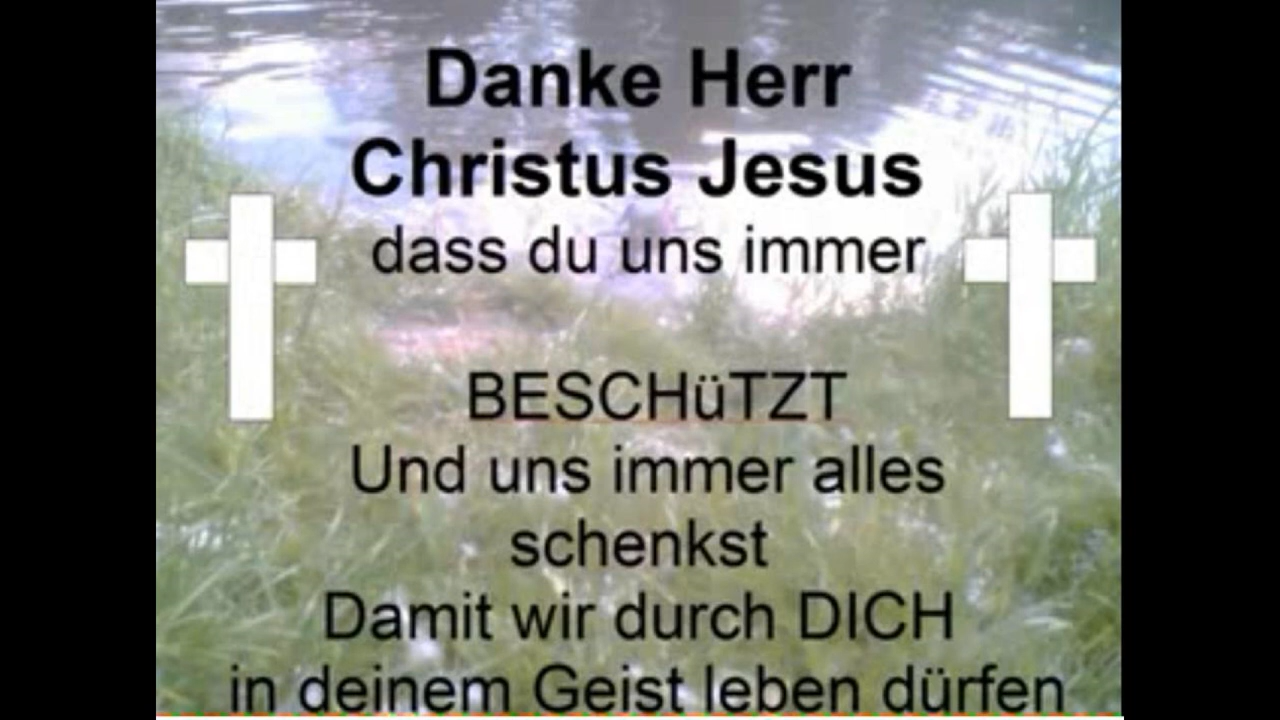 Danke Herr
Christus Jesus
dass du uns immer
BESCHüTZT
Und uns immer alles
schenkst
Damit wir durch DICH
in deinem Geist leben dürfen